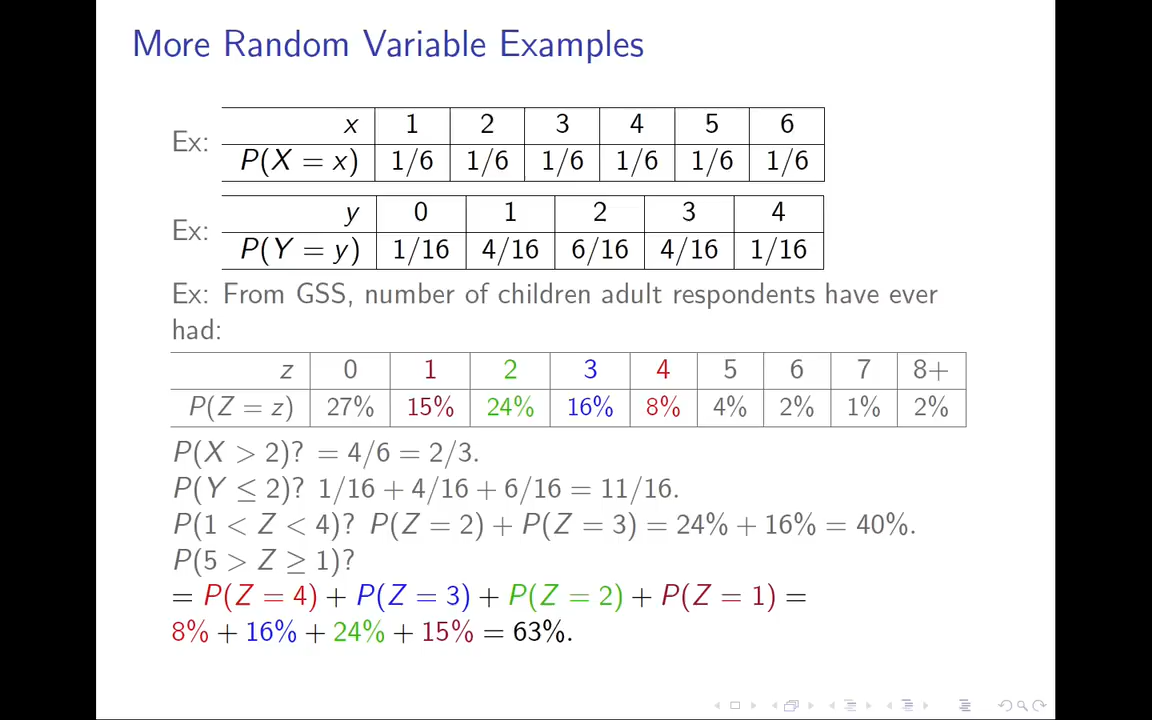 More Random Variable Examples
Ex:
x 1 2 3 4 5 6
P(X = x) 1/6 1/6 1/6 1/6 1/6 1/6
Ex:
y 0 1 2 3 4
P(Y = y) 1/16 4/16 6/16 4/16 1/16
Ex: From GSS, number of children adult respondents have ever
had:
z 0 1 2 3 4 5 6 7 8+
P(Z = z) 27% 15% 24% 16% 8% 4% 2% 1% 2%
P(X > 2)? = 4/6 = 2/3.
P(Y ≤ 2)? 1/16 + 4/16 + 6/16 = 11/16.
P(1 < Z < 4)? P(Z = 2) + P(Z = 3) = 24% + 16% = 40%.
P(5 > Z ≥ 1)?
= P(Z = 4) + P(Z = 3) + P(Z = 2) + P(Z = 1) =
8% + 16% + 24% + 15% = 63%.